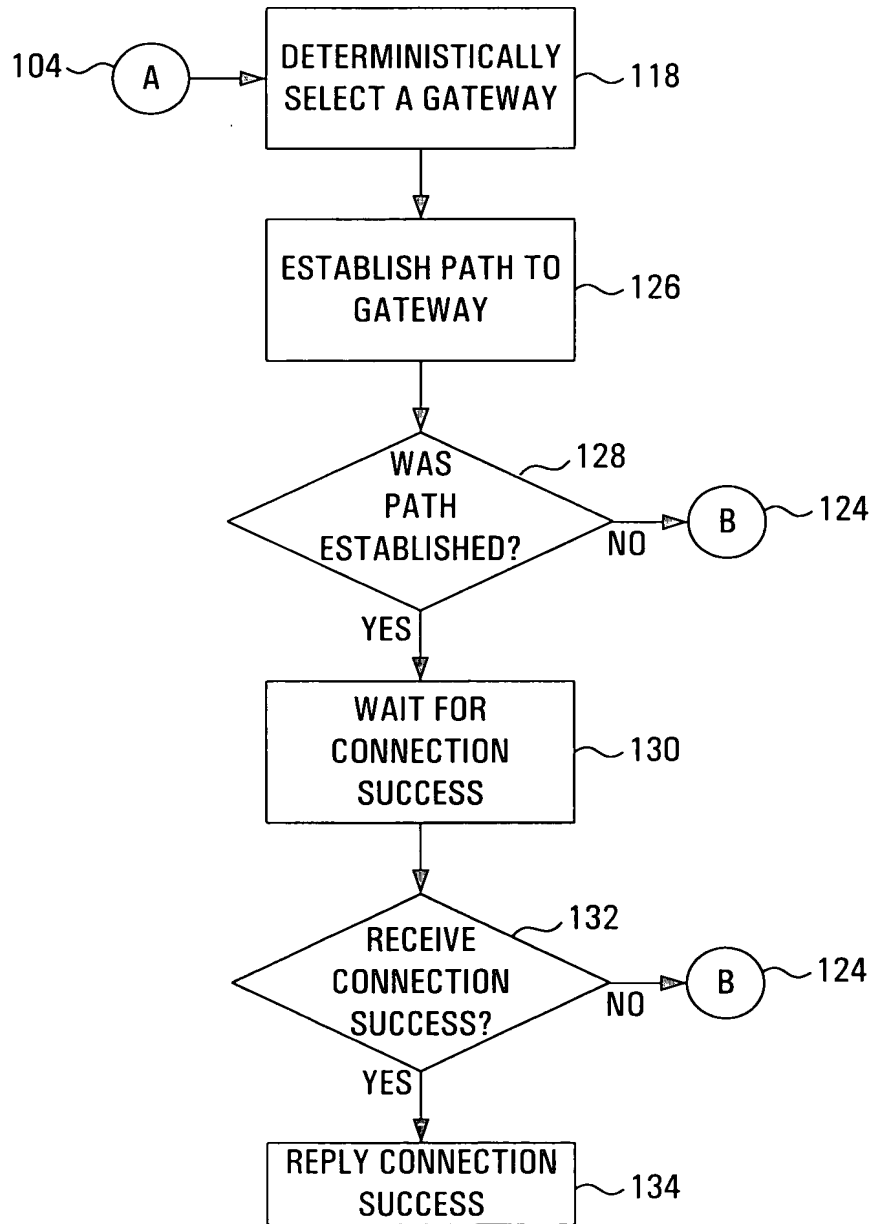 104
A
DETERMINISTICALLY
SELECT A GATEWAY
118
ESTABLISH PATH TO
GATEWAY
126
WAS
PATH
ESTABLISHED?
128
NO
B
124
YES
WAIT FOR
CONNECTION
SUCCESS
130
RECEIVE
CONNECTION
SUCCESS?
132
NO
B
124
YES
REPLY CONNECTION
SUCCESS
134